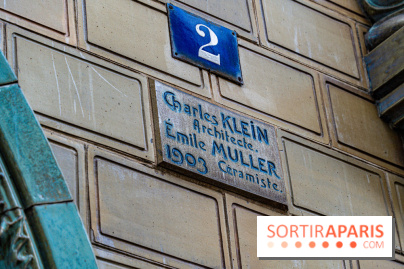 2
Charles KLEIN
Architecte.
Émile MULLER
1903 Céramiste.
SORTIRAPARIS
.COM